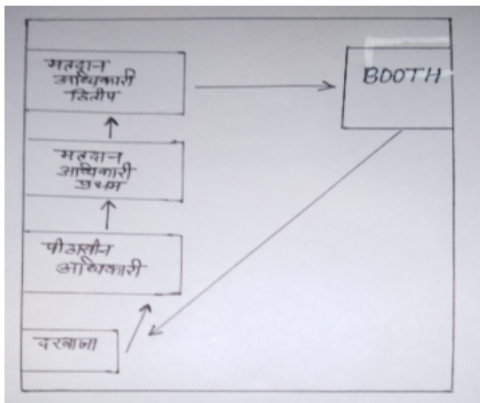 मतदान
अधिकारी
द्वितीय
BOOTH
मतदान
अधिकारी
प्रथम
पीठासीन
अधिकारी
दरवाजा